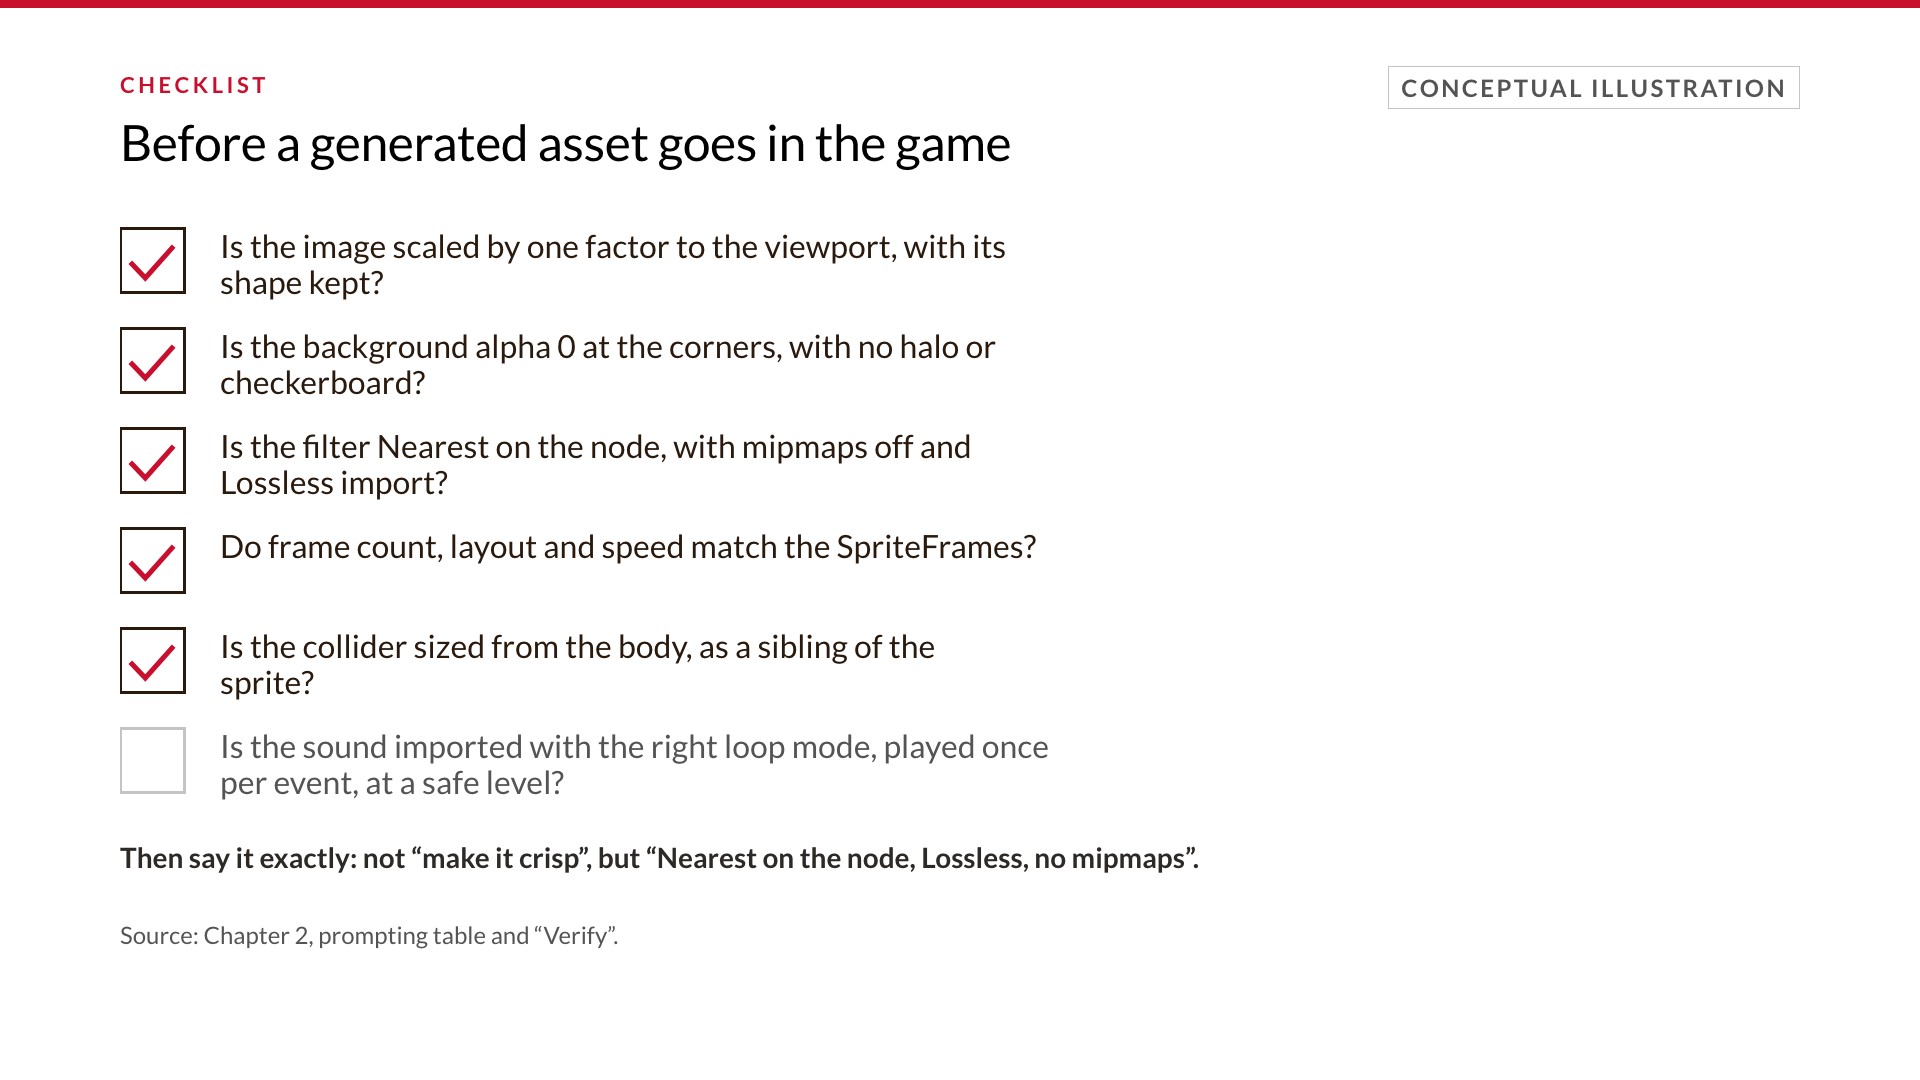 CHECKLIST
CONCEPTUAL ILLUSTRATION
Before a generated asset goes in the game
Is the image scaled by one factor to the viewport, with its
shape kept?
Is the background alpha 0 at the corners, with no halo or
checkerboard?
Is the filter Nearest on the node, with mipmaps off and
Lossless import?
Do frame count, layout and speed match the SpriteFrames?
Is the collider sized from the body, as a sibling of the
sprite?
Is the sound imported with the right loop mode, played once
per event, at a safe level?
Then say it exactly: not “make it crisp”, but “Nearest on the node, Lossless, no mipmaps”.
Source: Chapter 2, prompting table and “Verify”.